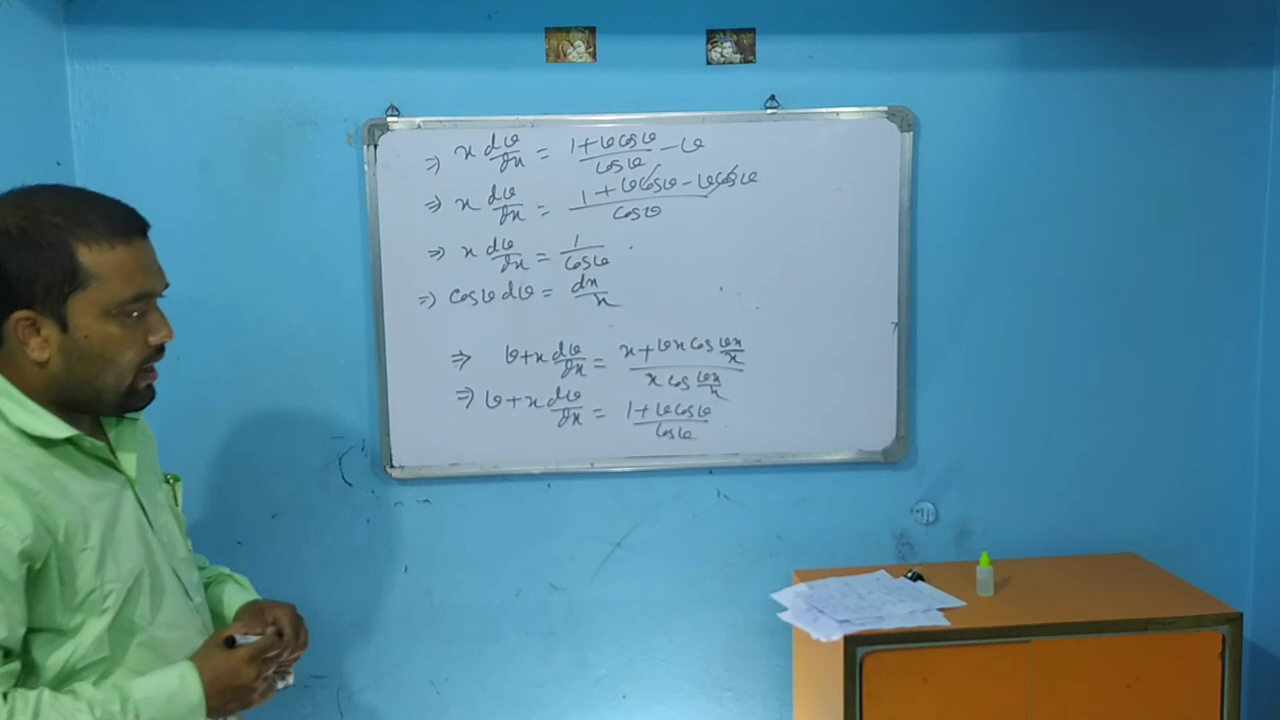 ⇒ x dv/dx = (1+v cos v)/(cos v) - v
⇒ x dv/dx = (1+v cos v - v cos v)/(cos v)
⇒ x dv/dx = 1/(cos v)
⇒ cos v dv = dx/x
⇒ v+x dv/dx = (x+vx cos vx/x)/(x cos vx/x)
⇒ v+x dv/dx = (1+v cos v)/(cos v)